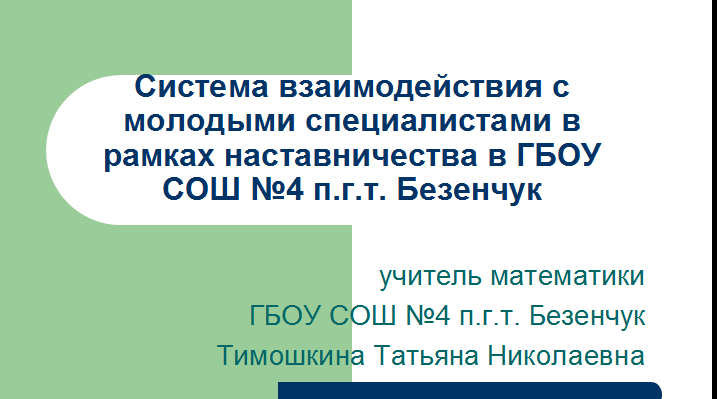 Система взаимодействия с
молодыми специалистами в
рамках наставничества в ГБОУ
СОШ №4 п.г.т. Безенчук
учитель математики
ГБОУ СОШ №4 п.г.т. Безенчук
Тимошкина Татьяна Николаевна